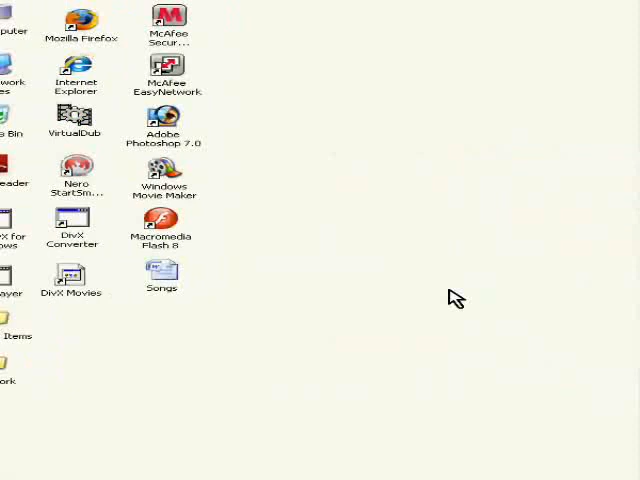 puter
Mozilla Firefox
McAfee
Secur...
work
es
Internet
Explorer
McAfee
EasyNetwork
e Bin
VirtualDub
Adobe
Photoshop 7.0
eader
Nero
StartSm...
Windows
Movie Maker
X for
ows
DivX
Converter
Macromedia
Flash 8
ayer
DivX Movies
Songs
Items
ork